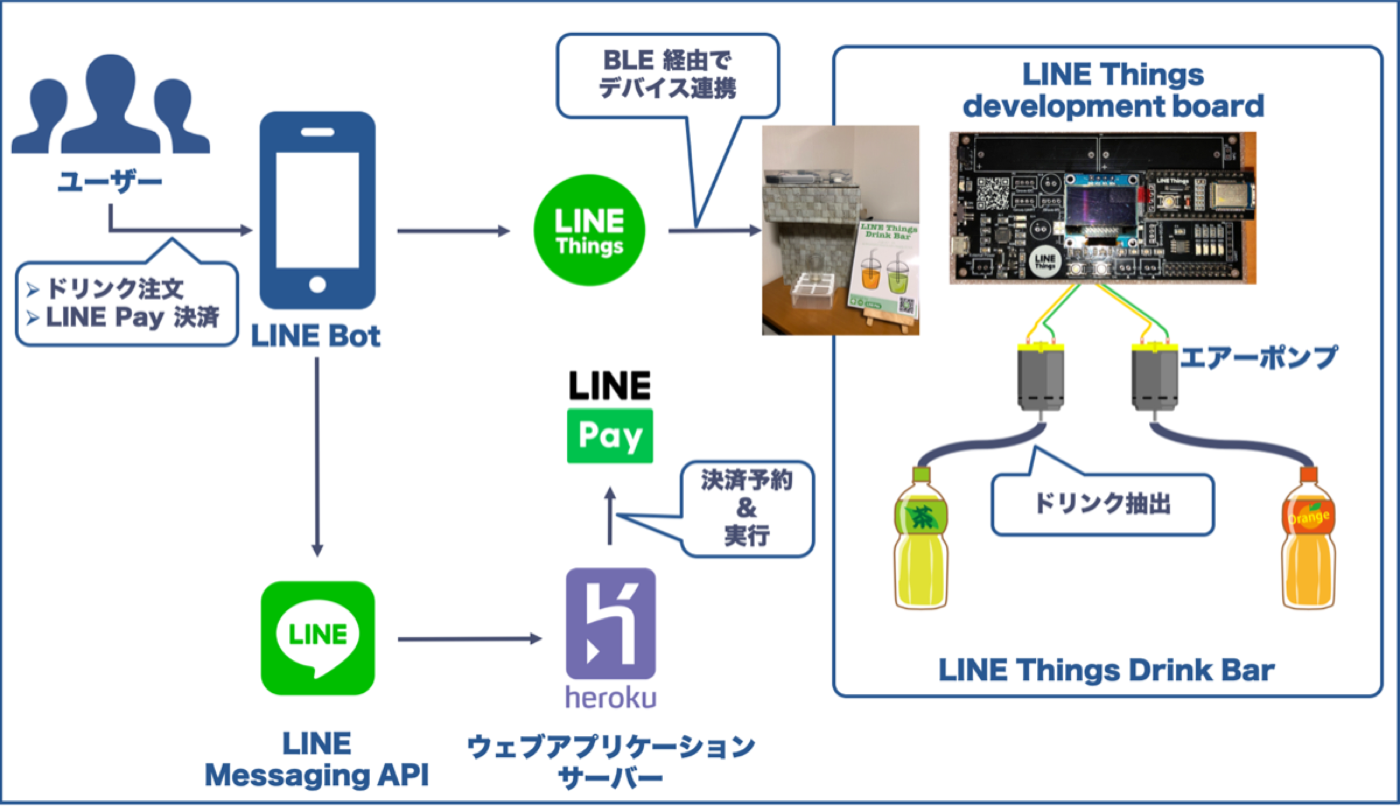 ユーザー
ドリンク注文
LINE Pay 決済
LINE Bot
LINE
Things
BLE 経由で
デバイス連携
LINE Things
Drink Bar
LINE Things
development board
LINE Things
LINE
Things
エアーポンプ
ドリンク抽出
茶
Orange
LINE Things Drink Bar
LINE
Pay
決済予約
&
実行
LINE
LINE
Messaging API
heroku
ウェブアプリケーション
サーバー